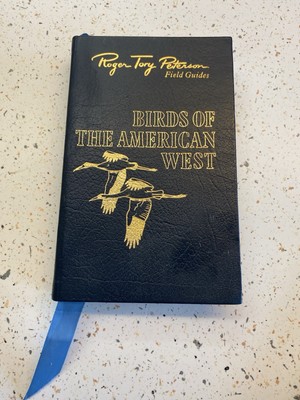 Roger Tory Peterson
Field Guides
BIRDS OF
THE AMERICAN
WEST